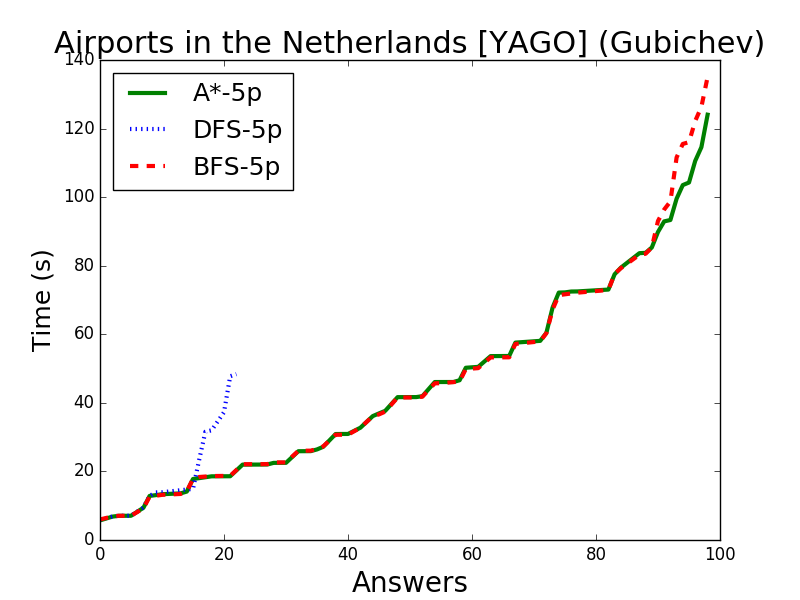 Airports in the Netherlands [YAGO] (Gubichev)
140
120
100
80
60
40
20
0
Time (s)
A*-5p
DFS-5p
BFS-5p
0 20 40 60 80 100
Answers